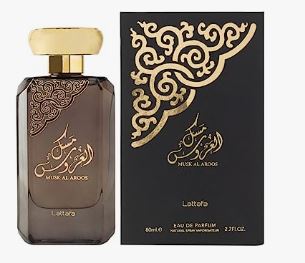 مسك
العروس
MUSK AL AROOS
Lattafa
مسك
العروس
MUSK AL AROOS
Lattafa
80ml e
EAU DE PARFUM
NATURAL SPRAY VAPORISATEUR
2.7FL.OZ.